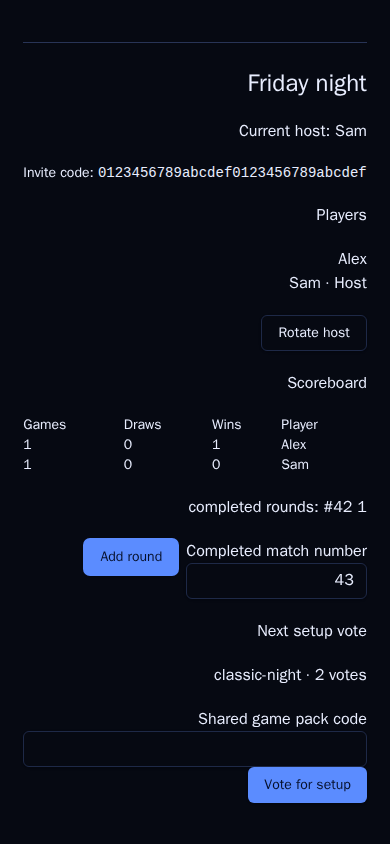 Friday night
Current host: Sam
Invite code: 0123456789abcdef0123456789abcdef
Players
Alex
Sam · Host
Rotate host
Scoreboard
Games Draws Wins Player
1 0 1 Alex
1 0 0 Sam
completed rounds: #42 1
Completed match number
43
Add round
Next setup vote
classic-night · 2 votes
Shared game pack code
Vote for setup